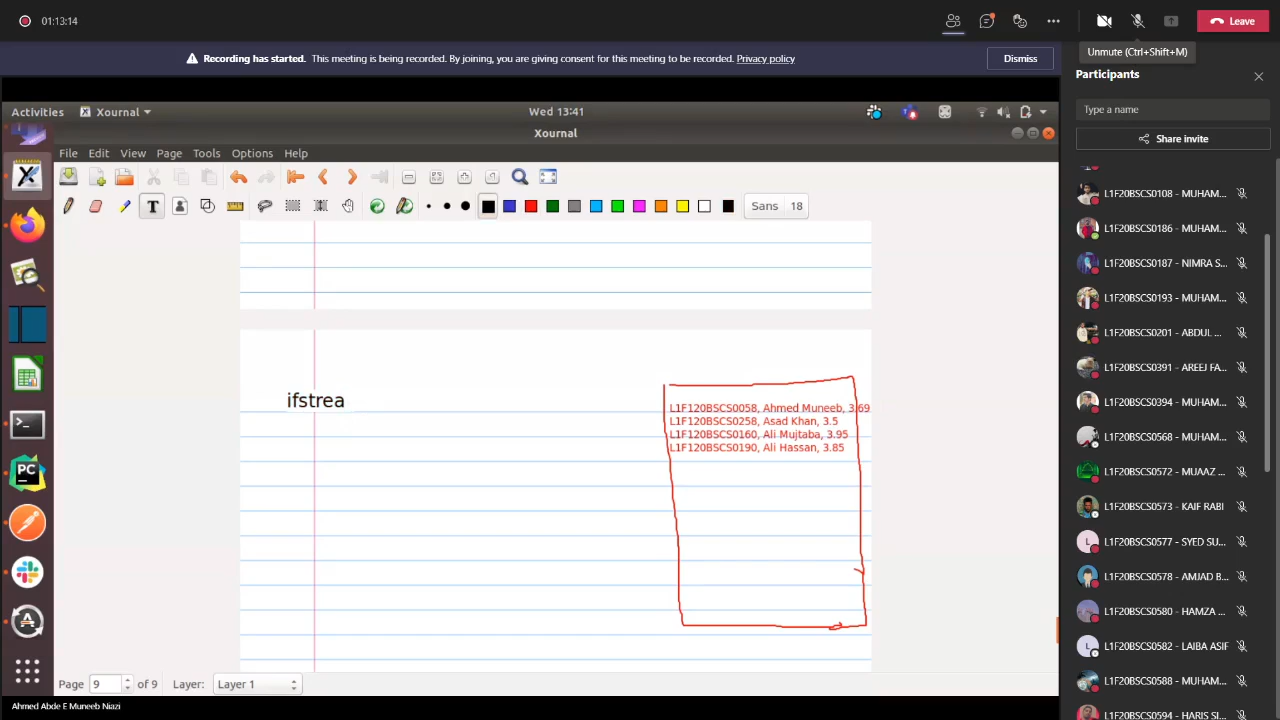 01:13:14
Leave
Unmute (Ctrl+Shift+M)
Recording has started. This meeting is being recorded. By joining, you are giving consent for this meeting to be recorded. Privacy policy
Dismiss
Participants
Type a name
Share invite
Activities Xournal Wed 13:41
Xournal
File Edit View Page Tools Options Help
T Sans 18
ifstrea
L1F120BSCS0058, Ahmed Muneeb, 3.69
L1F120BSCS0258, Asad Khan, 3.5
L1F120BSCS0160, Ali Mujtaba, 3.95
L1F120BSCS0190, Ali Hassan, 3.85
PC
Page 9 of 9 Layer: Layer 1
Ahmed Abde E Muneeb Niazi
L1F20BSCS0108 - MUHAM...
L1F20BSCS0186 - MUHAM...
L1F20BSCS0187 - NIMRA S...
L1F20BSCS0193 - MUHAM...
L1F20BSCS0201 - ABDUL ...
L1F20BSCS0391 - AREEJ FA...
L1F20BSCS0394 - MUHAM...
L1F20BSCS0568 - MUHAM...
L1F20BSCS0572 - MUAAZ ...
L1F20BSCS0573 - KAIF RABI
L L1F20BSCS0577 - SYED SU...
L1F20BSCS0578 - AMJAD B...
L1F20BSCS0580 - HAMZA ...
L L1F20BSCS0582 - LAIBA ASIF
L1F20BSCS0588 - MUHAM...
L1F20BSCS0594 - HARIS SI...